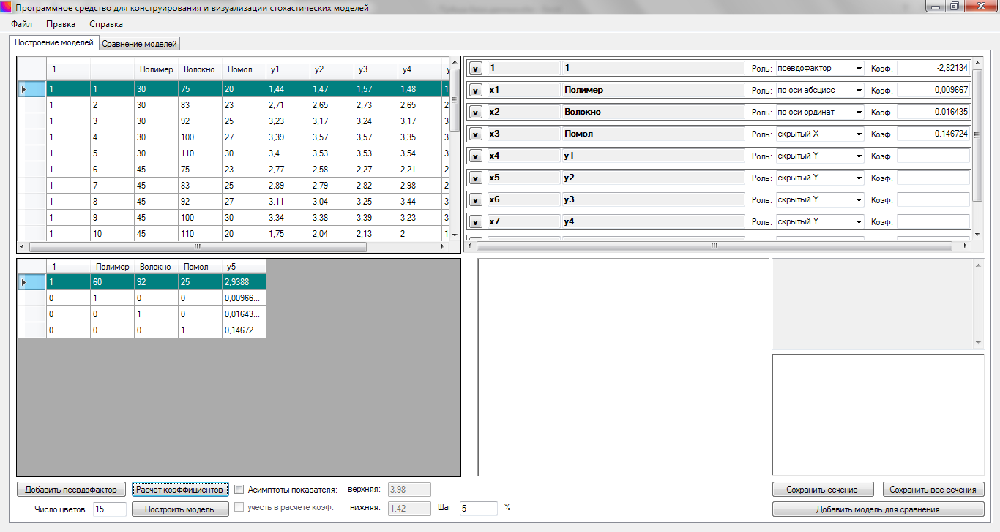 Программное средство для конструирования и визуализации стохастических моделей
Файл Правка Справка
Построение моделей Сравнение моделей
1 Полимер Волокно Помол y1 y2 y3 y4
1 1 30 75 20 1,44 1,47 1,57 1,48 1
1 2 30 83 23 2,71 2,65 2,73 2,65 2
1 3 30 92 25 3,23 3,17 3,24 3,17 3
1 4 30 100 27 3,39 3,57 3,57 3,35 3
1 5 30 110 30 3,4 3,53 3,53 3,54 3
1 6 45 75 23 2,77 2,58 2,27 2,21 2
1 7 45 83 25 2,89 2,79 2,82 2,98 2
1 8 45 92 27 3,11 3,04 3,25 3,44 3
1 9 45 100 30 3,34 3,38 3,39 3,23 3
1 10 45 110 20 1,75 2,04 2,13 2 1
v 1 1 Роль: псевдофактор Коэф. -2,82134
v x1 Полимер Роль: по оси абсцисс Коэф. 0,009667
v x2 Волокно Роль: по оси ординат Коэф. 0,016435
v x3 Помол Роль: скрытый X Коэф. 0,146724
v x4 y1 Роль: скрытый Y Коэф.
v x5 y2 Роль: скрытый Y Коэф.
v x6 y3 Роль: скрытый Y Коэф.
v x7 y4 Роль: скрытый Y Коэф.
1 Полимер Волокно Помол y5
1 60 92 25 2,9388
0 1 0 0 0,00966...
0 0 1 0 0,01643...
0 0 0 1 0,14672...
Добавить псевдофактор Расчет коэффициентов Асимптоты показателя: верхняя: 3,98
Число цветов 15 Построить модель учесть в расчете коэф. нижняя: 1,42 Шаг 5 %
Сохранить сечение Сохранить все сечения
Добавить модель для сравнения